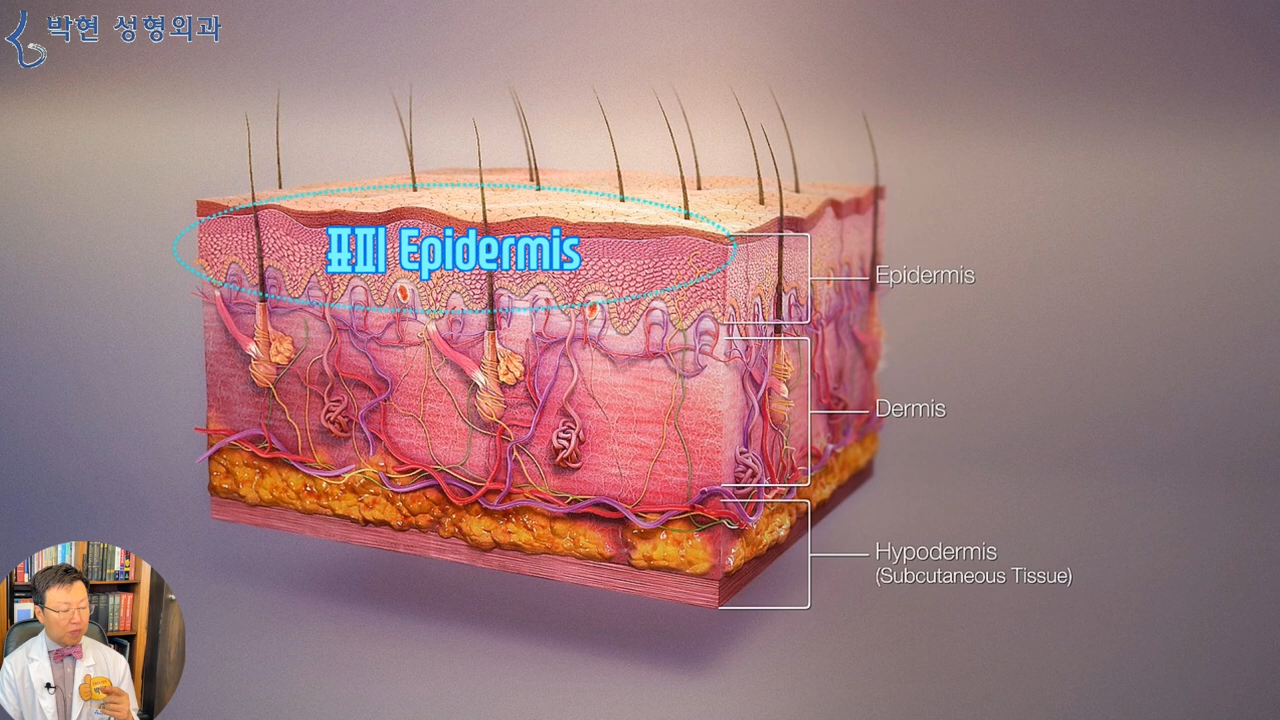 박현 성형외과
표피 Epidermis
Epidermis
Dermis
Hypodermis
(Subcutaneous Tissue)